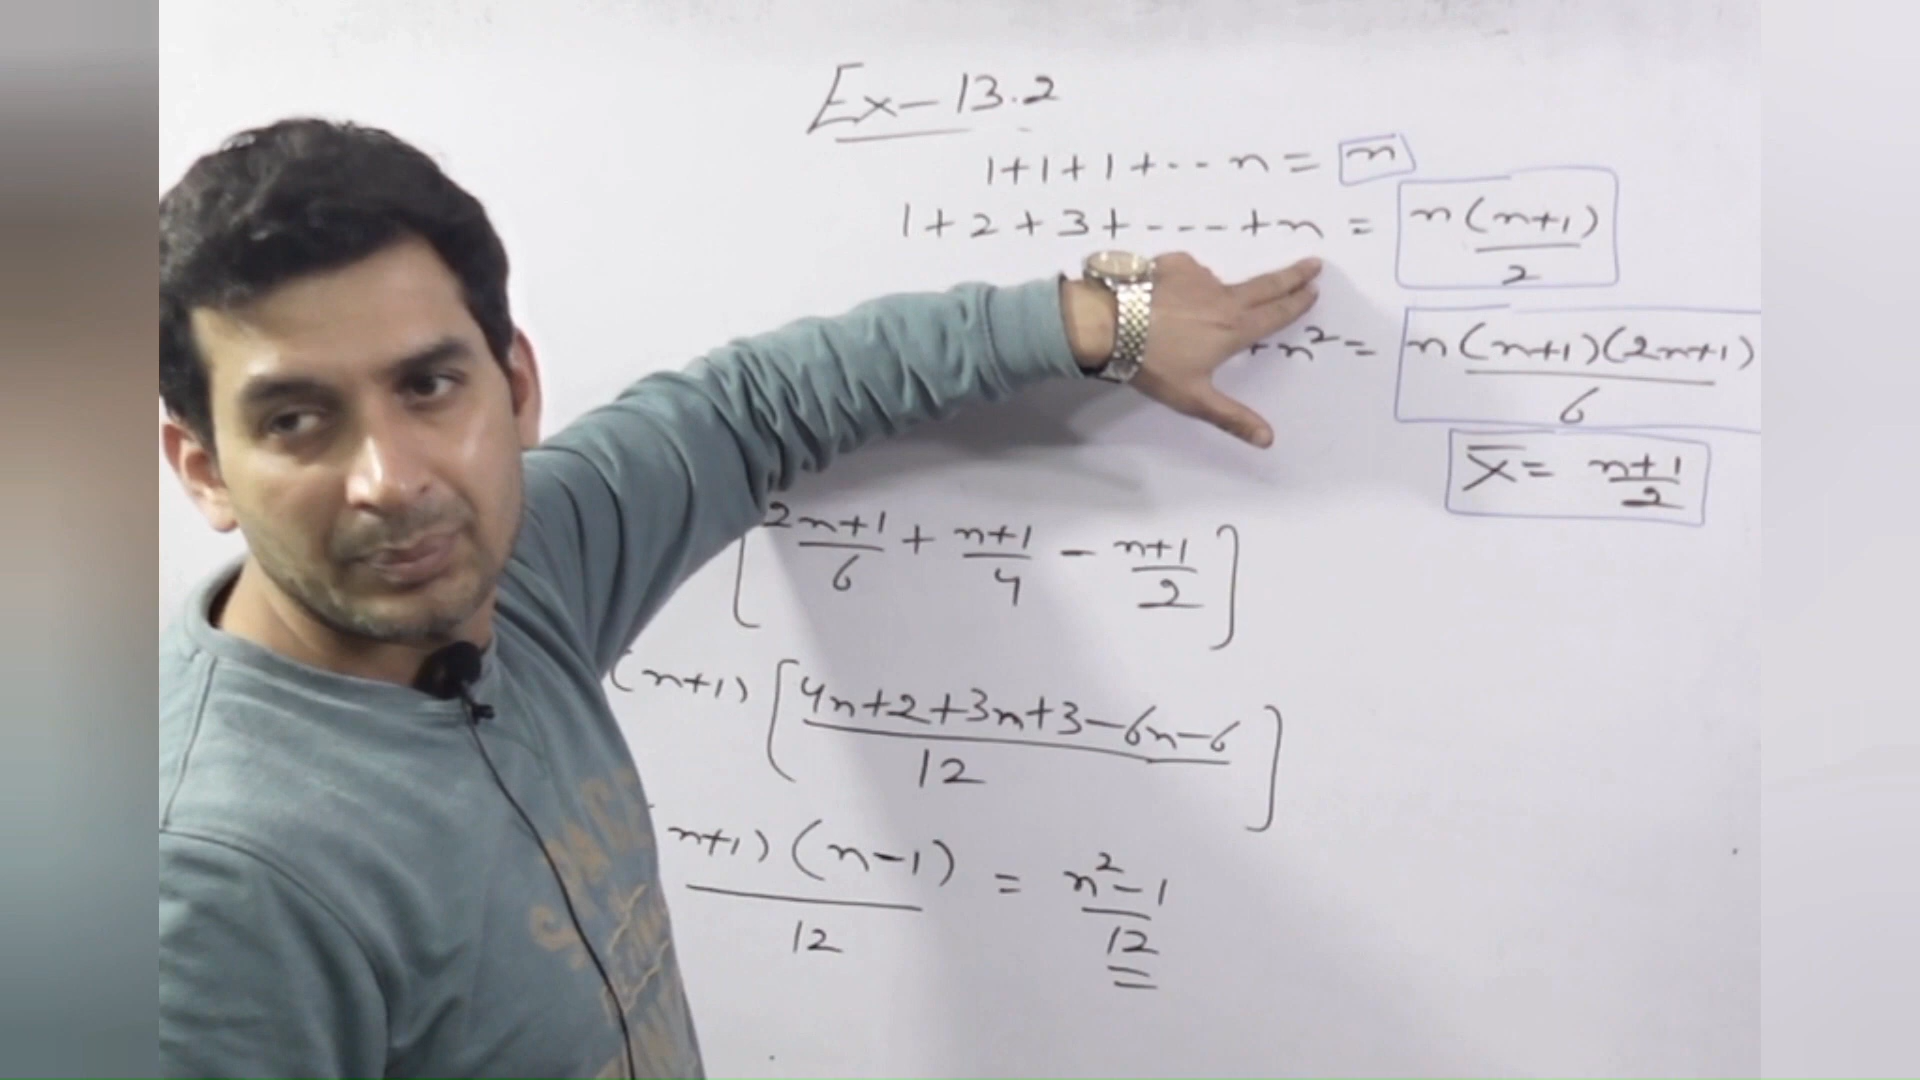 Ex-13.2
1+1+1+--n = n
1+2+3+----+n = n(n+1)/2
+n²= n(n+1)(2n+1)/6
x̄ = n+1/2
[2n+1/6 + n+1/4 - n+1/2]
(n+1) [4n+2+3n+3-6n-6/12]
n+1)(n-1)/12 = n²-1/12